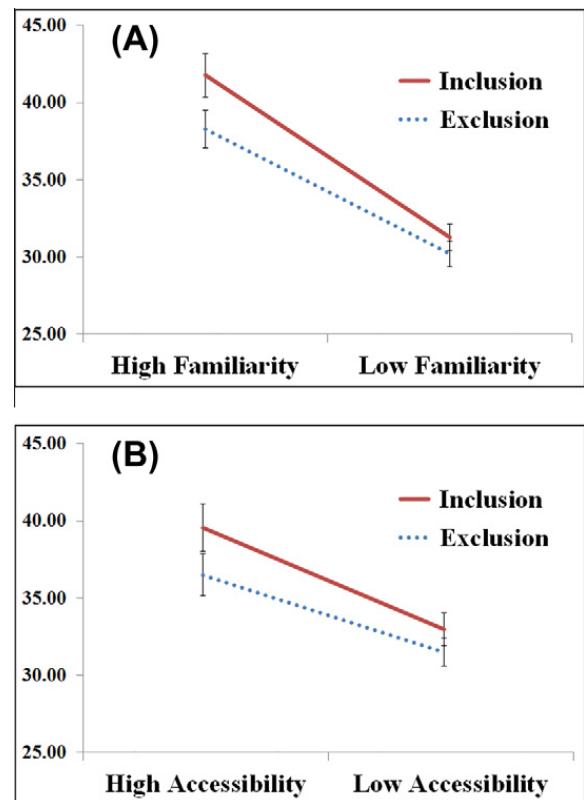 (A)
45.00
40.00
35.00
30.00
25.00
Inclusion
Exclusion
High Familiarity Low Familiarity
(B)
45.00
40.00
35.00
30.00
25.00
Inclusion
Exclusion
High Accessibility Low Accessibility